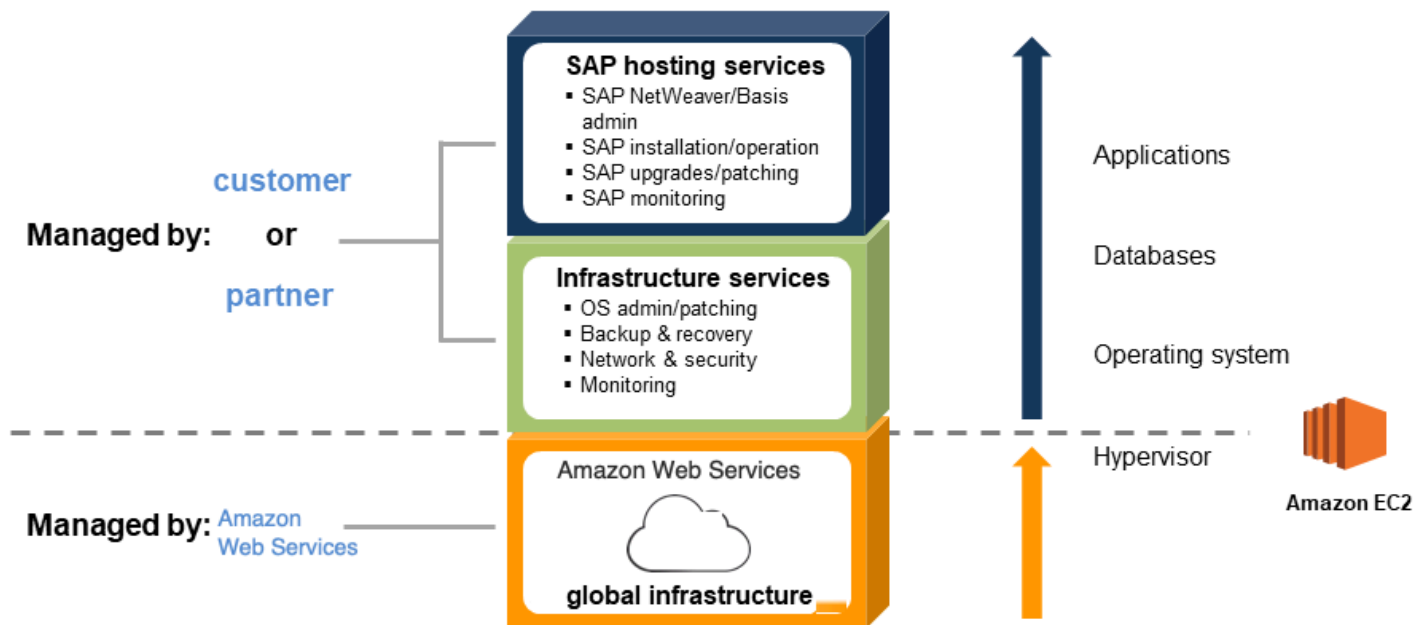 SAP hosting services
▪ SAP NetWeaver/Basis
admin
▪ SAP installation/operation
▪ SAP upgrades/patching
▪ SAP monitoring
customer
Managed by: or
partner
Infrastructure services
▪ OS admin/patching
▪ Backup & recovery
▪ Network & security
▪ Monitoring
Applications
Databases
Operating system
Hypervisor
Amazon EC2
Managed by: Amazon
Web Services
Amazon Web Services
global infrastructure